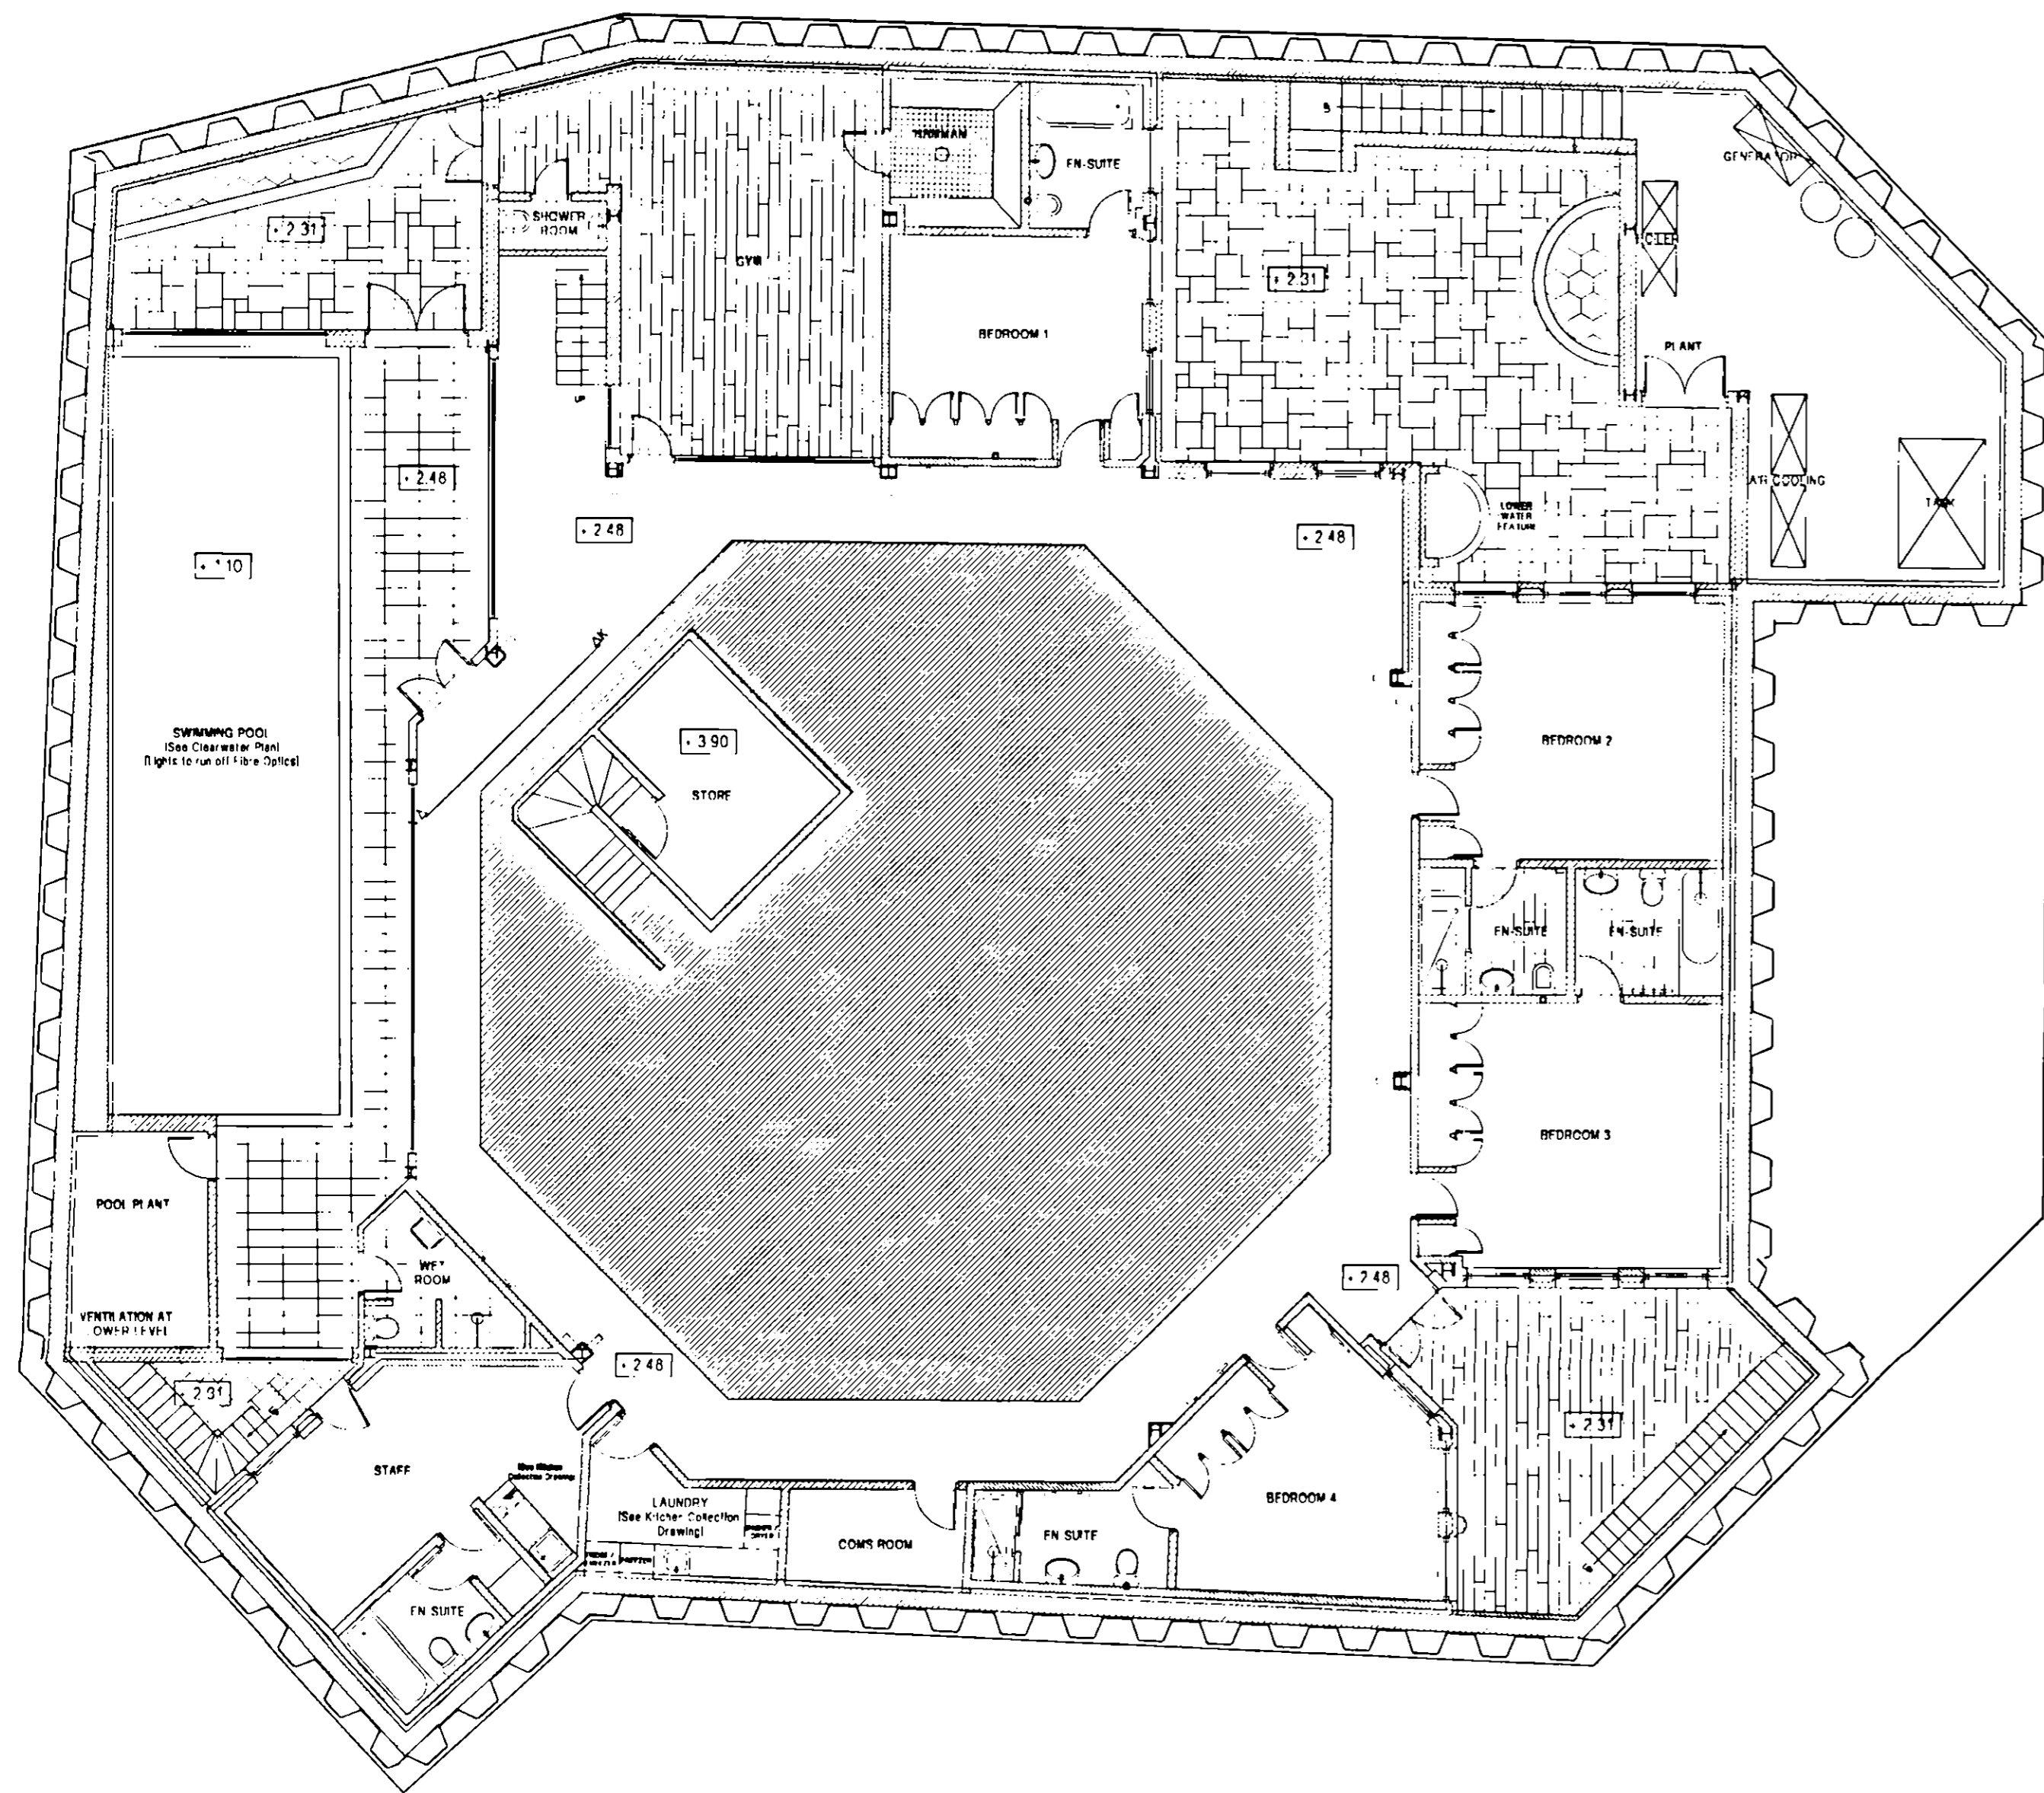 GENERATOR
EN-SUITE
SHOWER
ROOM
+ 2.31
GYM
+ 2.31
BEDROOM 1
PLANT
UP
+ 2.48
AIR COOLING
TANK
LOWER
WATER
FEATURE
+ 2.48
+ 2.48
SWIMMING POOL
(See Clearwater Plan)
(Lights to run off Fibre Optics)
+ 3.90
STORE
BEDROOM 2
EN-SUITE
EN-SUITE
BEDROOM 3
POOL PLANT
WET
ROOM
+ 2.48
VENTILATION AT
LOWER LEVEL
+ 2.48
+ 2.31
+ 2.31
STAFF
LAUNDRY
(See Kitchen Collection
Drawing)
BEDROOM 4
COMS ROOM
EN SUITE
EN SUITE